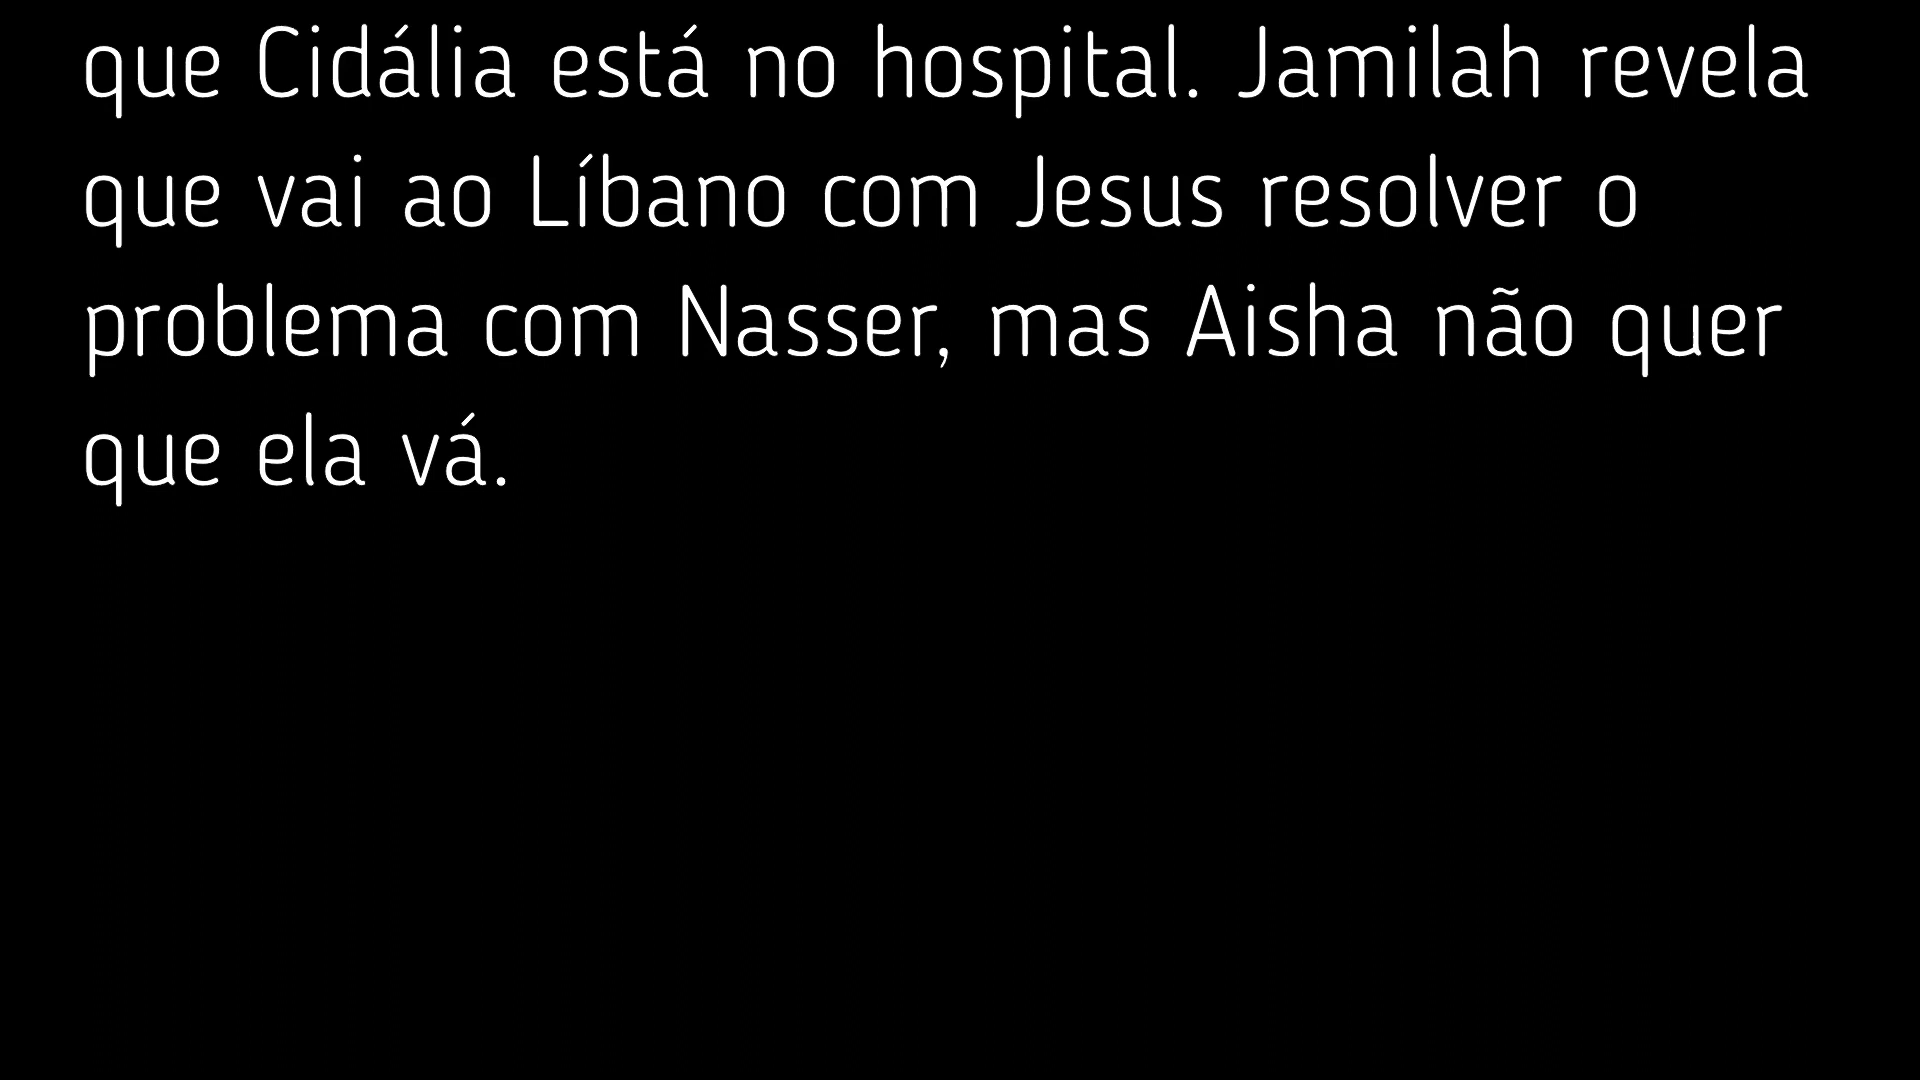 que Cidália está no hospital. Jamilah revela
que vai ao Líbano com Jesus resolver o
problema com Nasser, mas Aisha não quer
que ela vá.